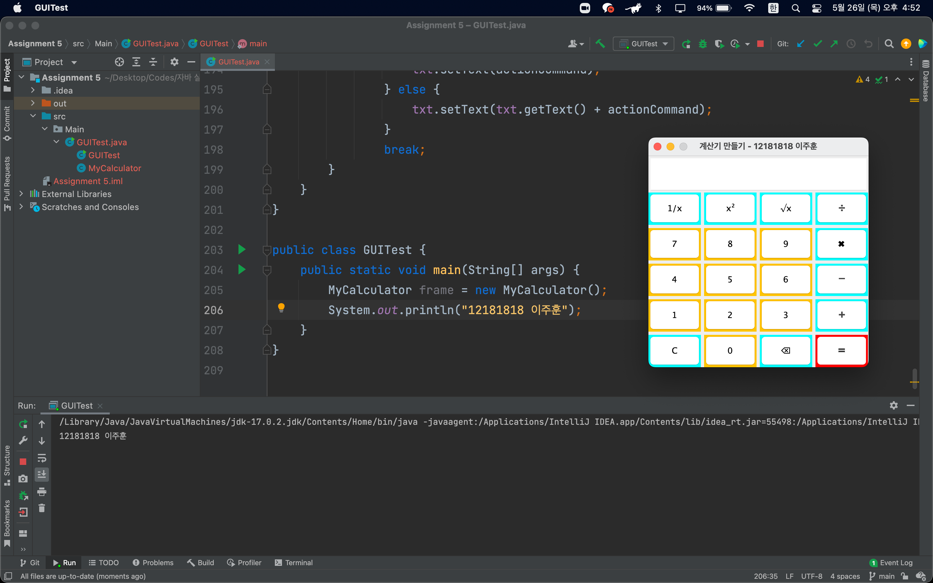 GUITest
94%
한
5월 26일 (목) 오후 4:52
Assignment 5 – GUITest.java
Assignment 5 › src › Main › GUITest.java › GUITest › main
GUITest
Git:
Project
GUITest.java
Assignment 5 ~/Desktop/Codes/자바 실
.idea
out
src
Main
GUITest.java
GUITest
MyCalculator
Assignment 5.iml
External Libraries
Scratches and Consoles
Project
Commit
Pull Requests
Structure
Bookmarks
Database
4 1
194 txt.setText(actionCommand);
195 } else {
196 txt.setText(txt.getText() + actionCommand);
197 }
198 break;
199 }
200 }
201 }
202
203 public class GUITest {
204 public static void main(String[] args) {
205 MyCalculator frame = new MyCalculator();
206 System.out.println("12181818 이주훈");
207 }
208 }
209
계산기 만들기 - 12181818 이주훈
1/x x² √x ÷
7 8 9 ✖
4 5 6 −
1 2 3 +
C 0 ⌫ =
Run: GUITest
/Library/Java/JavaVirtualMachines/jdk-17.0.2.jdk/Contents/Home/bin/java -javaagent:/Applications/IntelliJ IDEA.app/Contents/lib/idea_rt.jar=55498:/Applications/IntelliJ
12181818 이주훈
Git Run TODO Problems Build Profiler Terminal
1 Event Log
All files are up-to-date (moments ago)
206:35 LF UTF-8 4 spaces main